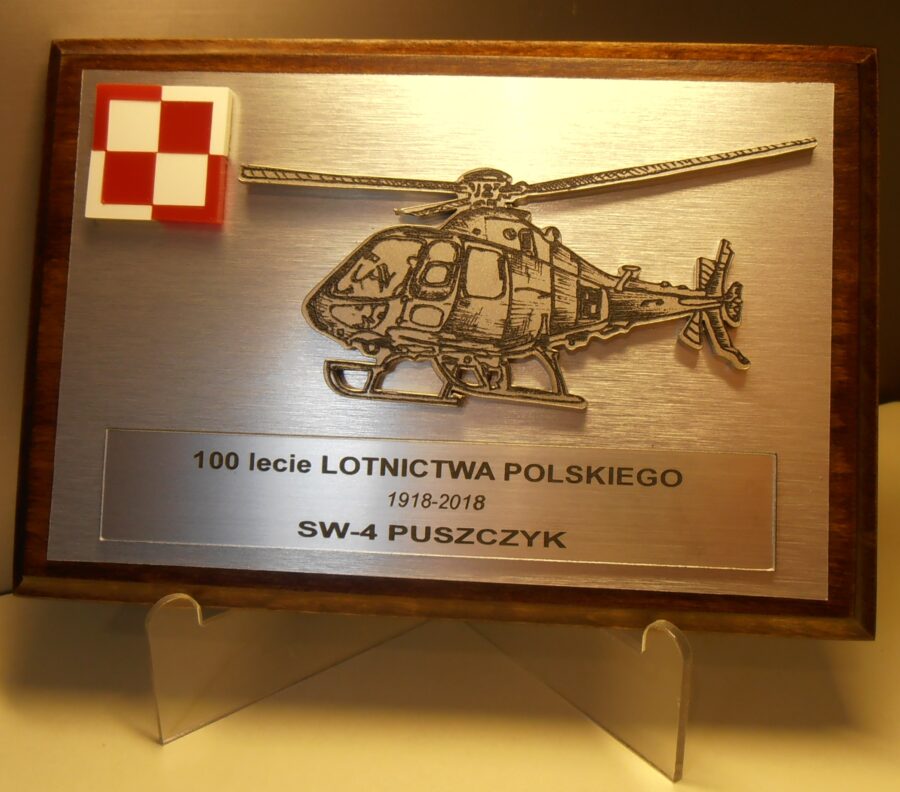 100 lecie LOTNICTWA POLSKIEGO
1918-2018
SW-4 PUSZCZYK